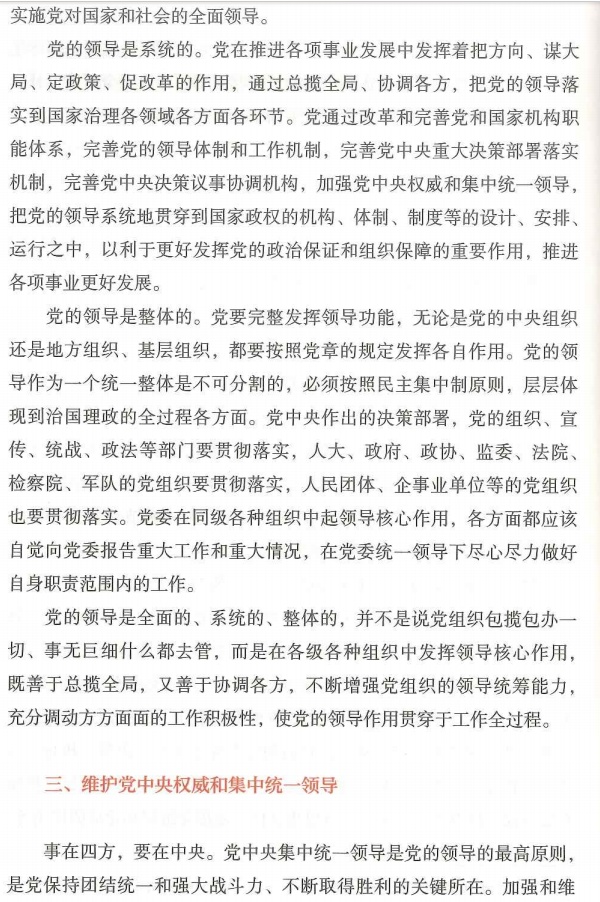 实施党对国家和社会的全面领导。
党的领导是系统的。党在推进各项事业发展中发挥着把方向、谋大
局、定政策、促改革的作用，通过总揽全局、协调各方，把党的领导落
实到国家治理各领域各方面各环节。党通过改革和完善党和国家机构职
能体系，完善党的领导体制和工作机制，完善党中央重大决策部署落实
机制，完善党中央决策议事协调机构，加强党中央权威和集中统一领导，
把党的领导系统地贯穿到国家政权的机构、体制、制度等的设计、安排、
运行之中，以利于更好发挥党的政治保证和组织保障的重要作用，推进
各项事业更好发展。
党的领导是整体的。党要完整发挥领导功能，无论是党的中央组织
还是地方组织、基层组织，都要按照党章的规定发挥各自作用。党的领
导作为一个统一整体是不可分割的，必须按照民主集中制原则，层层体
现到治国理政的全过程各方面。党中央作出的决策部署，党的组织、宣
传、统战、政法等部门要贯彻落实，人大、政府、政协、监委、法院、
检察院、军队的党组织要贯彻落实，人民团体、企事业单位等的党组织
也要贯彻落实。党委在同级各种组织中起领导核心作用，各方面都应该
自觉向党委报告重大工作和重大情况，在党委统一领导下尽心尽力做好
自身职责范围内的工作。
党的领导是全面的、系统的、整体的，并不是说党组织包揽包办一
切、事无巨细什么都去管，而是在各级各种组织中发挥领导核心作用，
既善于总揽全局，又善于协调各方，不断增强党组织的领导统筹能力，
充分调动方方面面的工作积极性，使党的领导作用贯穿于工作全过程。
三、维护党中央权威和集中统一领导
事在四方，要在中央。党中央集中统一领导是党的领导的最高原则，
是党保持团结统一和强大战斗力、不断取得胜利的关键所在。加强和维